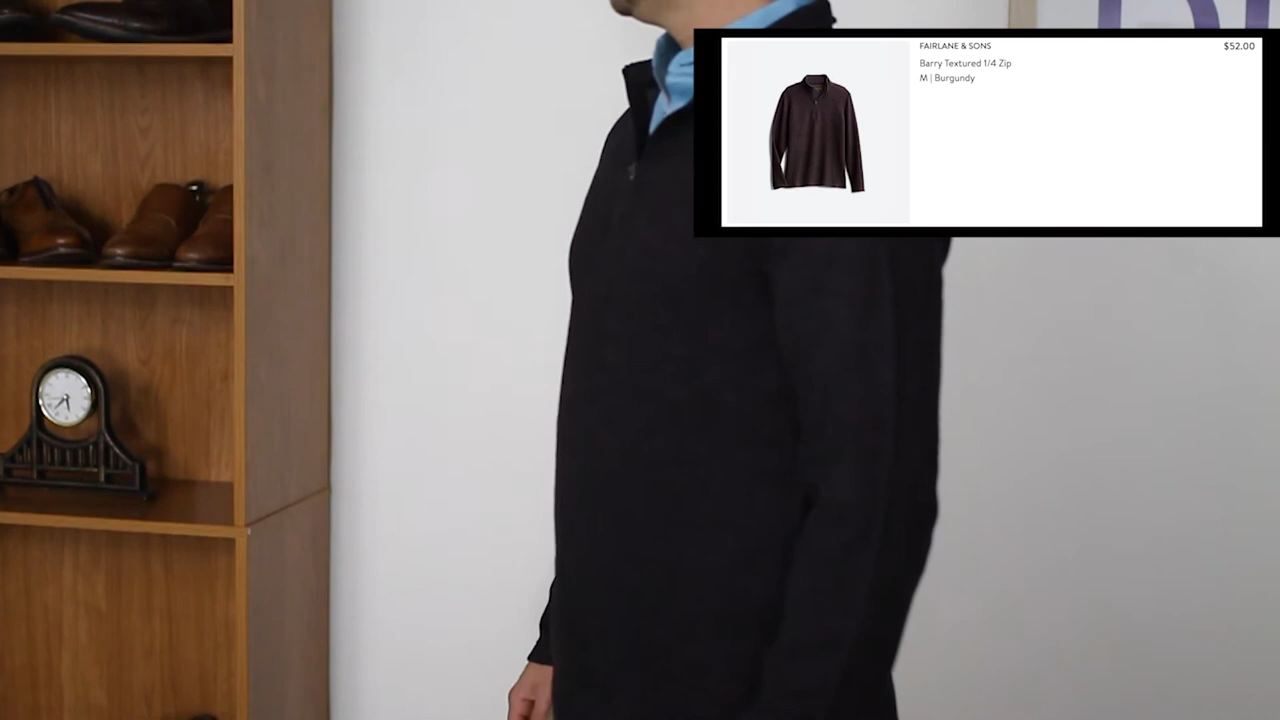 FAIRLANE & SONS
$52.00
Barry Textured 1/4 Zip
M | Burgundy